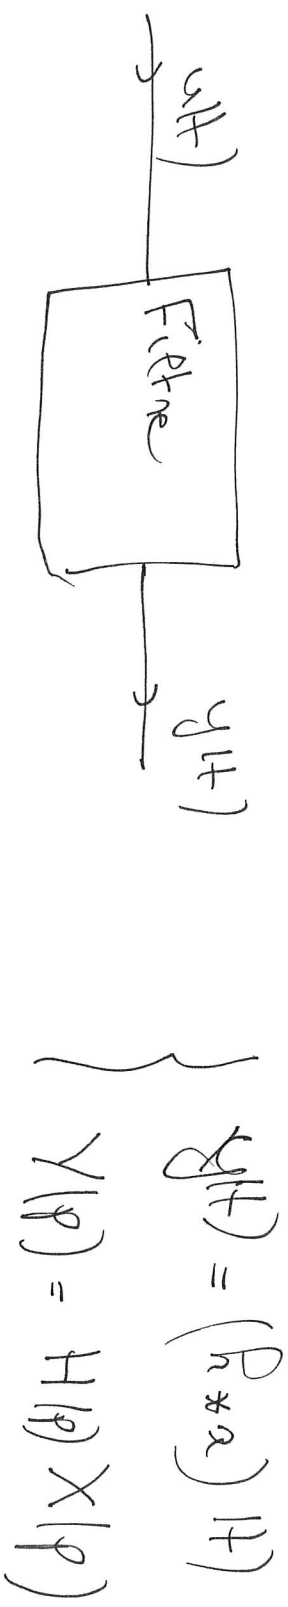 x(t)
Filtre
y(t)
y(t) = (h * x)(t)
Y(p) = H(p) X(p)